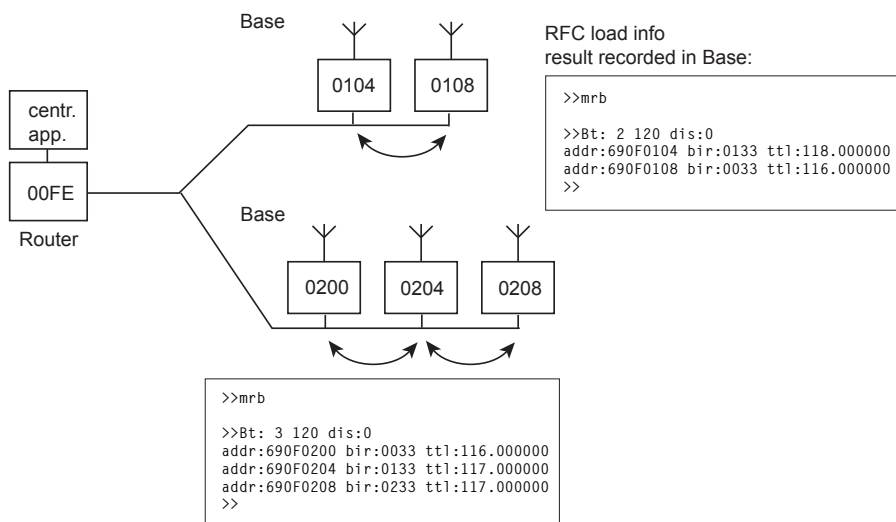 Base
RFC load info
result recorded in Base:
0104
0108
centr.
app.
>>mrb
>>Bt: 2 120 dis:0
addr:690F0104 bir:0133 ttl:118.000000
addr:690F0108 bir:0033 ttl:116.000000
>>
00FE
Router
Base
0200
0204
0208
>>mrb
>>Bt: 3 120 dis:0
addr:690F0200 bir:0033 ttl:116.000000
addr:690F0204 bir:0133 ttl:117.000000
addr:690F0208 bir:0233 ttl:117.000000
>>